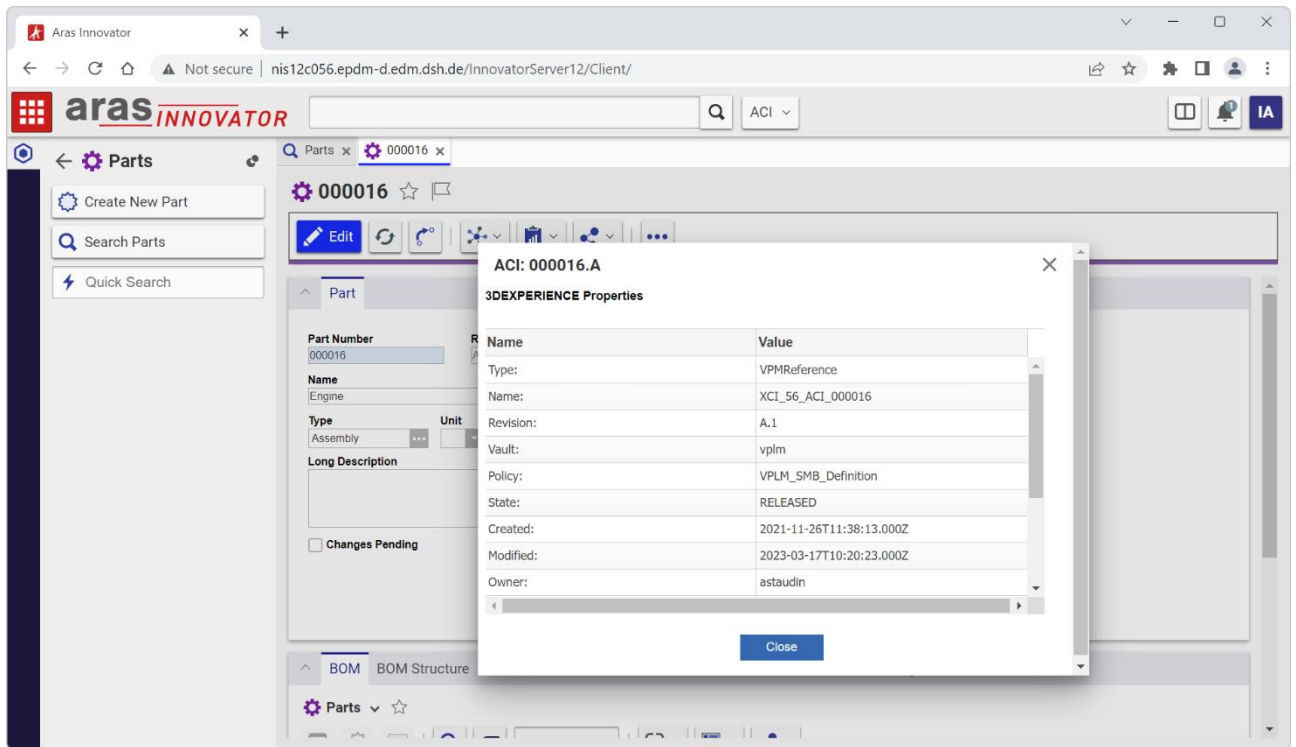 Aras Innovator
Not secure | nis12c056.epdm-d.edm.dsh.de/InnovatorServer12/Client/
aras INNOVATOR
ACI
1
IA
Parts
Create New Part
Search Parts
Quick Search
Parts
000016
000016
Edit
Part
Part Number
000016
Name
Engine
Type
Unit
Assembly
Long Description
Changes Pending
ACI: 000016.A
3DEXPERIENCE Properties
Name Value
Type: VPMReference
Name: XCI_56_ACI_000016
Revision: A.1
Vault: vplm
Policy: VPLM_SMB_Definition
State: RELEASED
Created: 2021-11-26T11:38:13.000Z
Modified: 2023-03-17T10:20:23.000Z
Owner: astaudin
Close
BOM BOM Structure
Parts